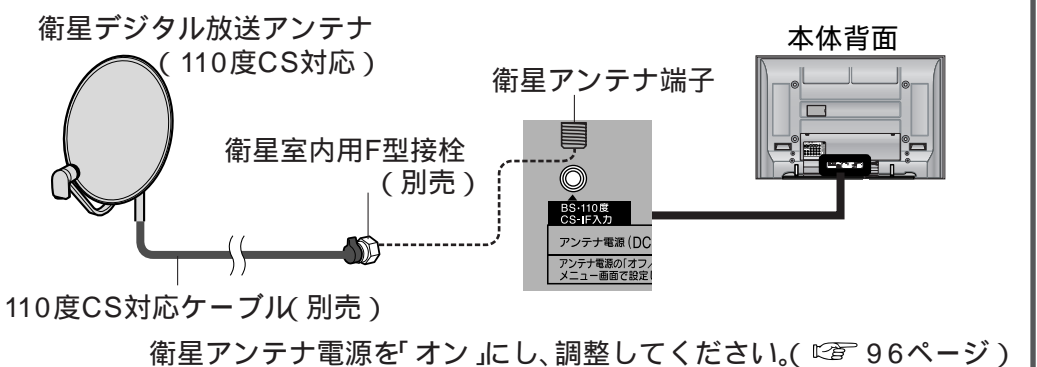 衛星デジタル放送アンテナ
（110度CS対応）
本体背面
衛星アンテナ端子
衛星室内用F型接栓
（別売）
BS・110度
CS-IF入力
アンテナ電源（DC
アンテナ電源の「オフ／
メニュー画面で設定し
110度CS対応ケーブル（別売）
衛星アンテナ電源を「オン」にし、調整してください。（☞ 96ページ）